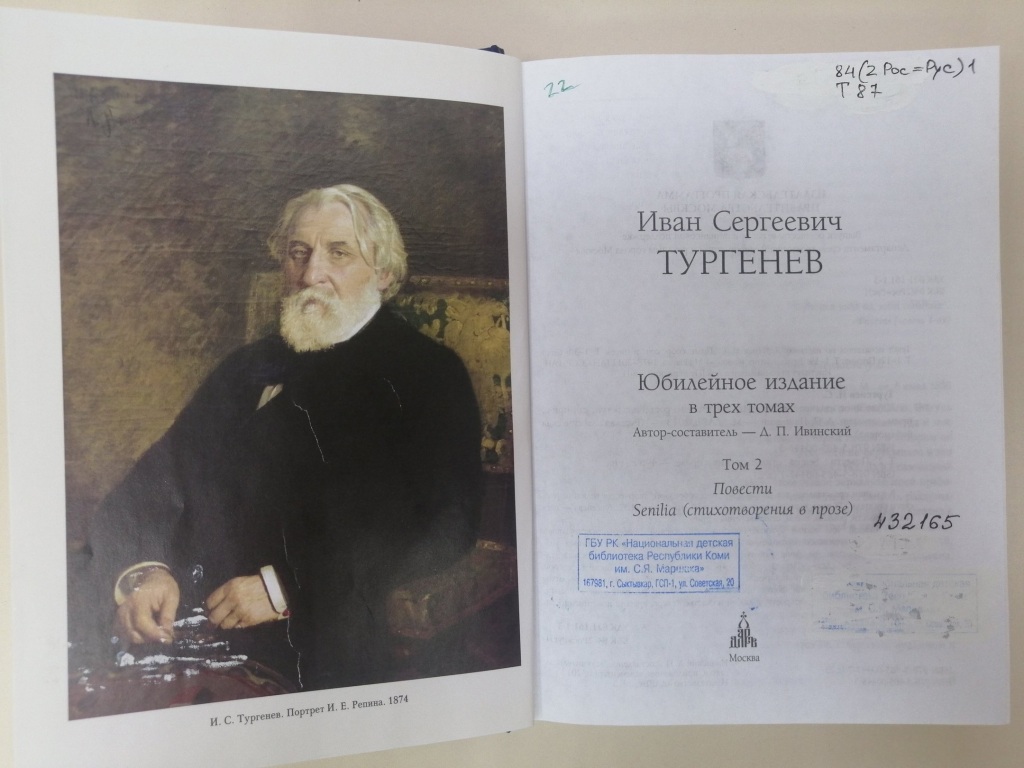 И. С. Тургенев. Портрет И. Е. Репина. 1874
22
84(2Рос=Рус)1
Т 87
Иван Сергеевич
ТУРГЕНЕВ
Юбилейное издание
в трех томах
Автор-составитель — Д. П. Ивинский
Том 2
Повести
Senilia (стихотворения в прозе)
432165
ГБУ РК «Национальная детская
библиотека Республики Коми
им. С.Я. Маршака»
167981, г. Сыктывкар, ГСП-1, ул. Советская, 20
Москва